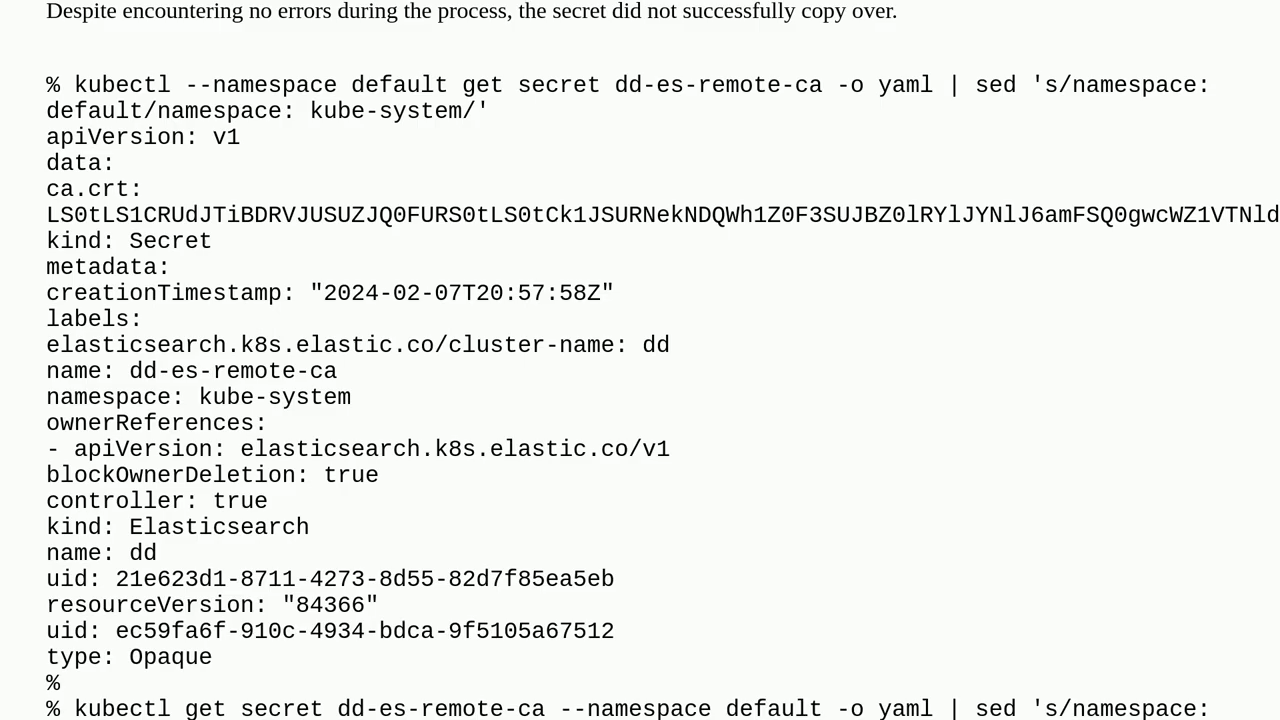 Despite encountering no errors during the process, the secret did not successfully copy over.
% kubectl --namespace default get secret dd-es-remote-ca -o yaml | sed 's/namespace:
default/namespace: kube-system/'
apiVersion: v1
data:
ca.crt:
LS0tLS1CRUdJTiBDRVJUSUZJQ0FURS0tLS0tCk1JSURNekNDQWh1Z0F3SUJBZ0lRYlJYNlJ6amFSQ0gwcWZ1VTNld
kind: Secret
metadata:
creationTimestamp: "2024-02-07T20:57:58Z"
labels:
elasticsearch.k8s.elastic.co/cluster-name: dd
name: dd-es-remote-ca
namespace: kube-system
ownerReferences:
- apiVersion: elasticsearch.k8s.elastic.co/v1
blockOwnerDeletion: true
controller: true
kind: Elasticsearch
name: dd
uid: 21e623d1-8711-4273-8d55-82d7f85ea5eb
resourceVersion: "84366"
uid: ec59fa6f-910c-4934-bdca-9f5105a67512
type: Opaque
%
% kubectl get secret dd-es-remote-ca --namespace default -o yaml | sed 's/namespace: